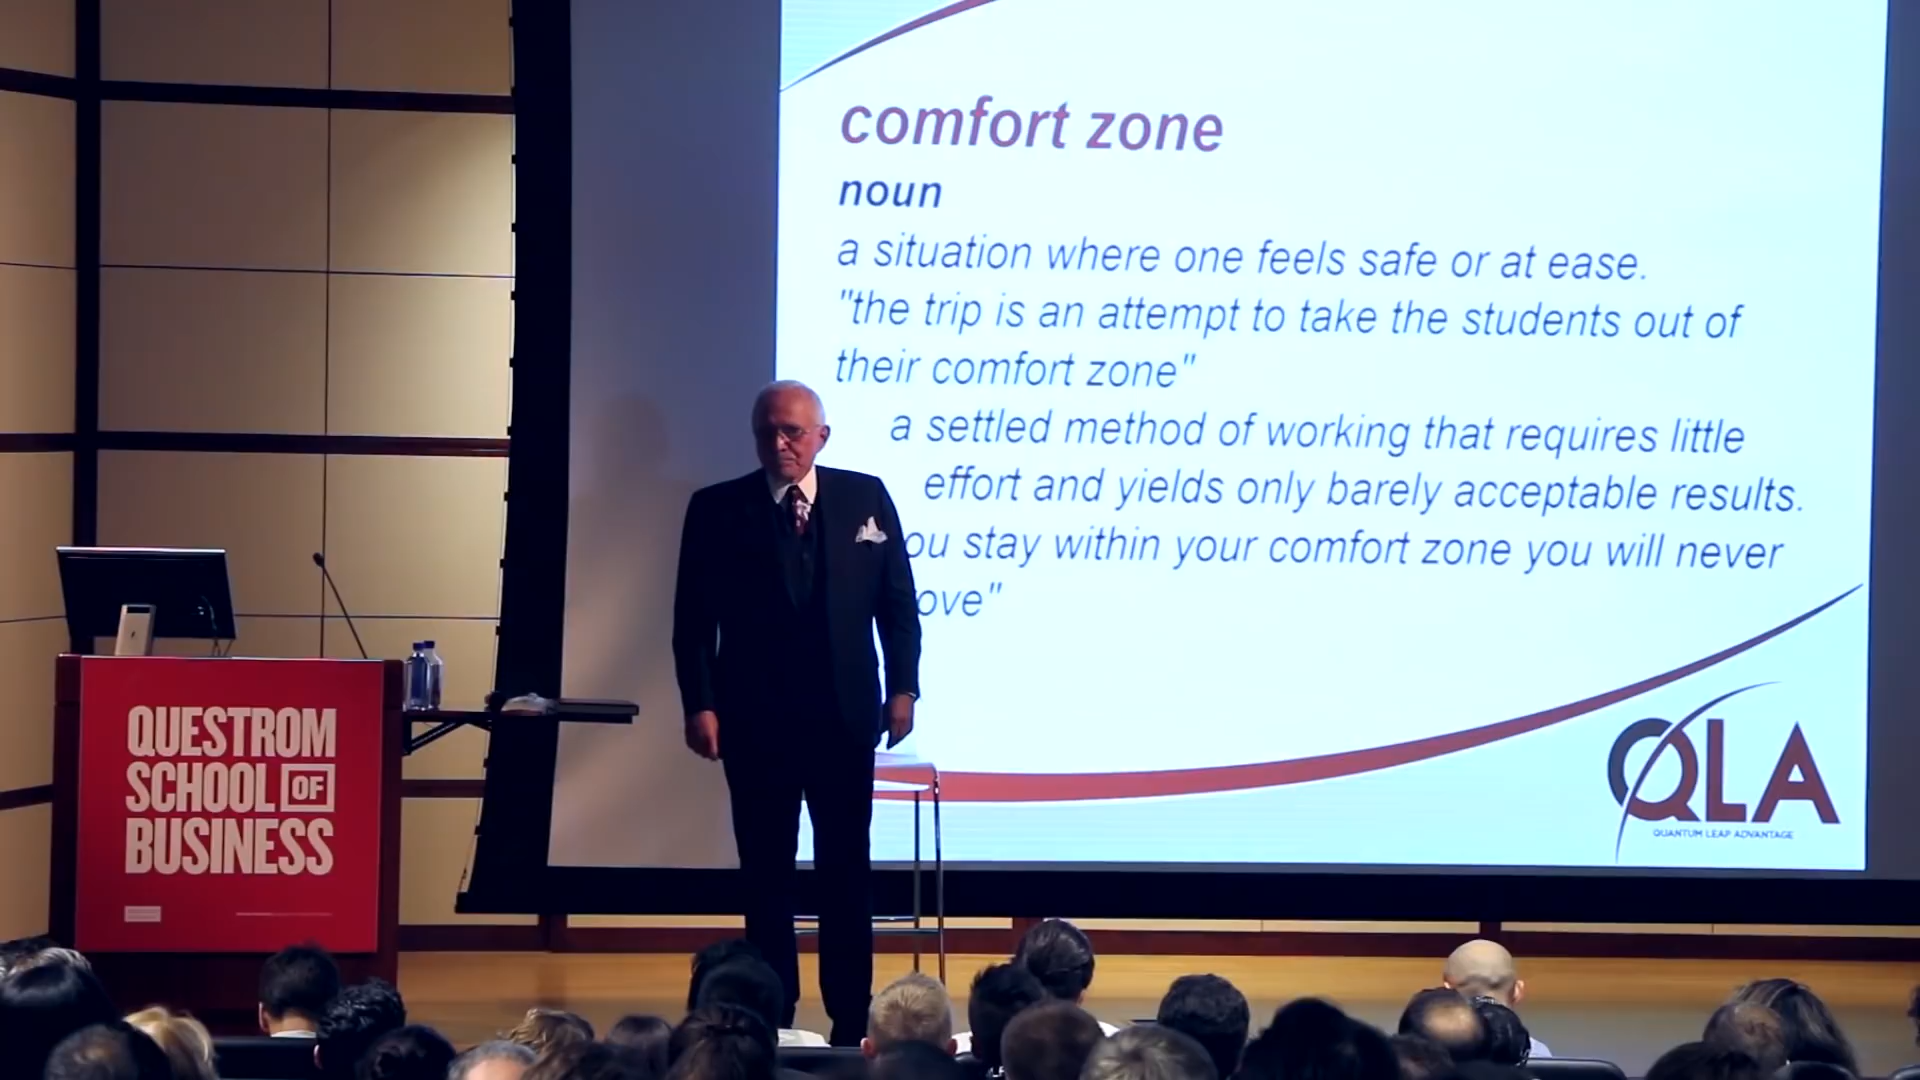 comfort zone
noun
a situation where one feels safe or at ease.
"the trip is an attempt to take the students out of
their comfort zone"
a settled method of working that requires little
effort and yields only barely acceptable results.
ou stay within your comfort zone you will never
ove"
QLA
QUANTUM LEAP ADVANTAGE
QUESTROM
SCHOOL OF
BUSINESS